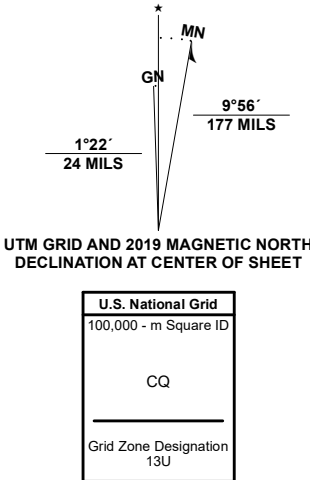 ★
MN
GN
9°56´
177 MILS
1°22´
24 MILS
UTM GRID AND 2019 MAGNETIC NORTH
DECLINATION AT CENTER OF SHEET
U.S. National Grid
100,000 - m Square ID
CQ
Grid Zone Designation
13U